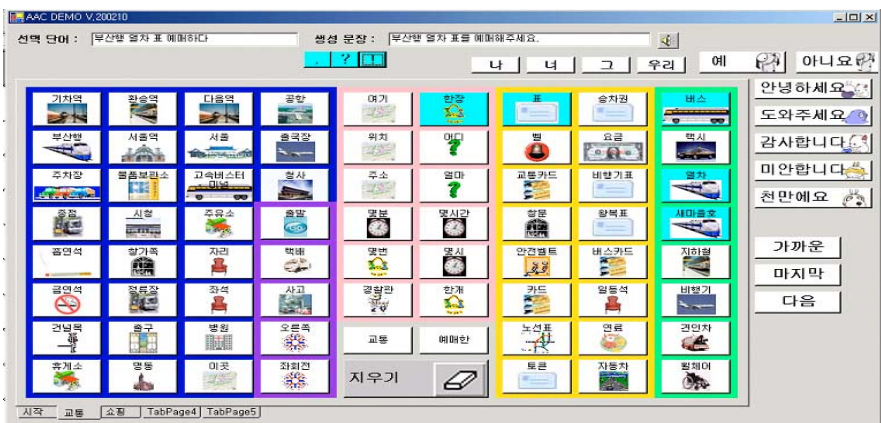 AAC DEMO V,200210
선택 단어 : 부산행 열차 표 예매하다 생성 문장 : 부산행 열차 표를 예매해주세요.
. ? !
나 너 그 우리 예 아니요
안녕하세요
도와주세요
감사합니다
미안합니다
천만에요
가까운
마지막
다음
기차역 환승역 다음역 공항 여기 한장 표 승차권 버스
부산행 서울역 서울 출국장 위치 어디 벨 요금 택시
주차장 물품보관소 고속버스터미널 청사 주소 얼마 교통카드 비행기표 열차
종점 시청 주유소 출발 몇분 몇시간 창문 왕복표 새마을호
흡연석 창가쪽 자리 택배 몇번 몇시 안전벨트 버스카드 지하철
금연석 정류장 좌석 사고 경찰관 한개 카드 일등석 비행기
건널목 출구 병원 오른쪽 교통 예매한 노선표 연료 견인차
휴게소 명동 이곳 좌회전 지우기 토큰 자동차 휠체어
시작 교통 쇼핑 TabPage4 TabPage5